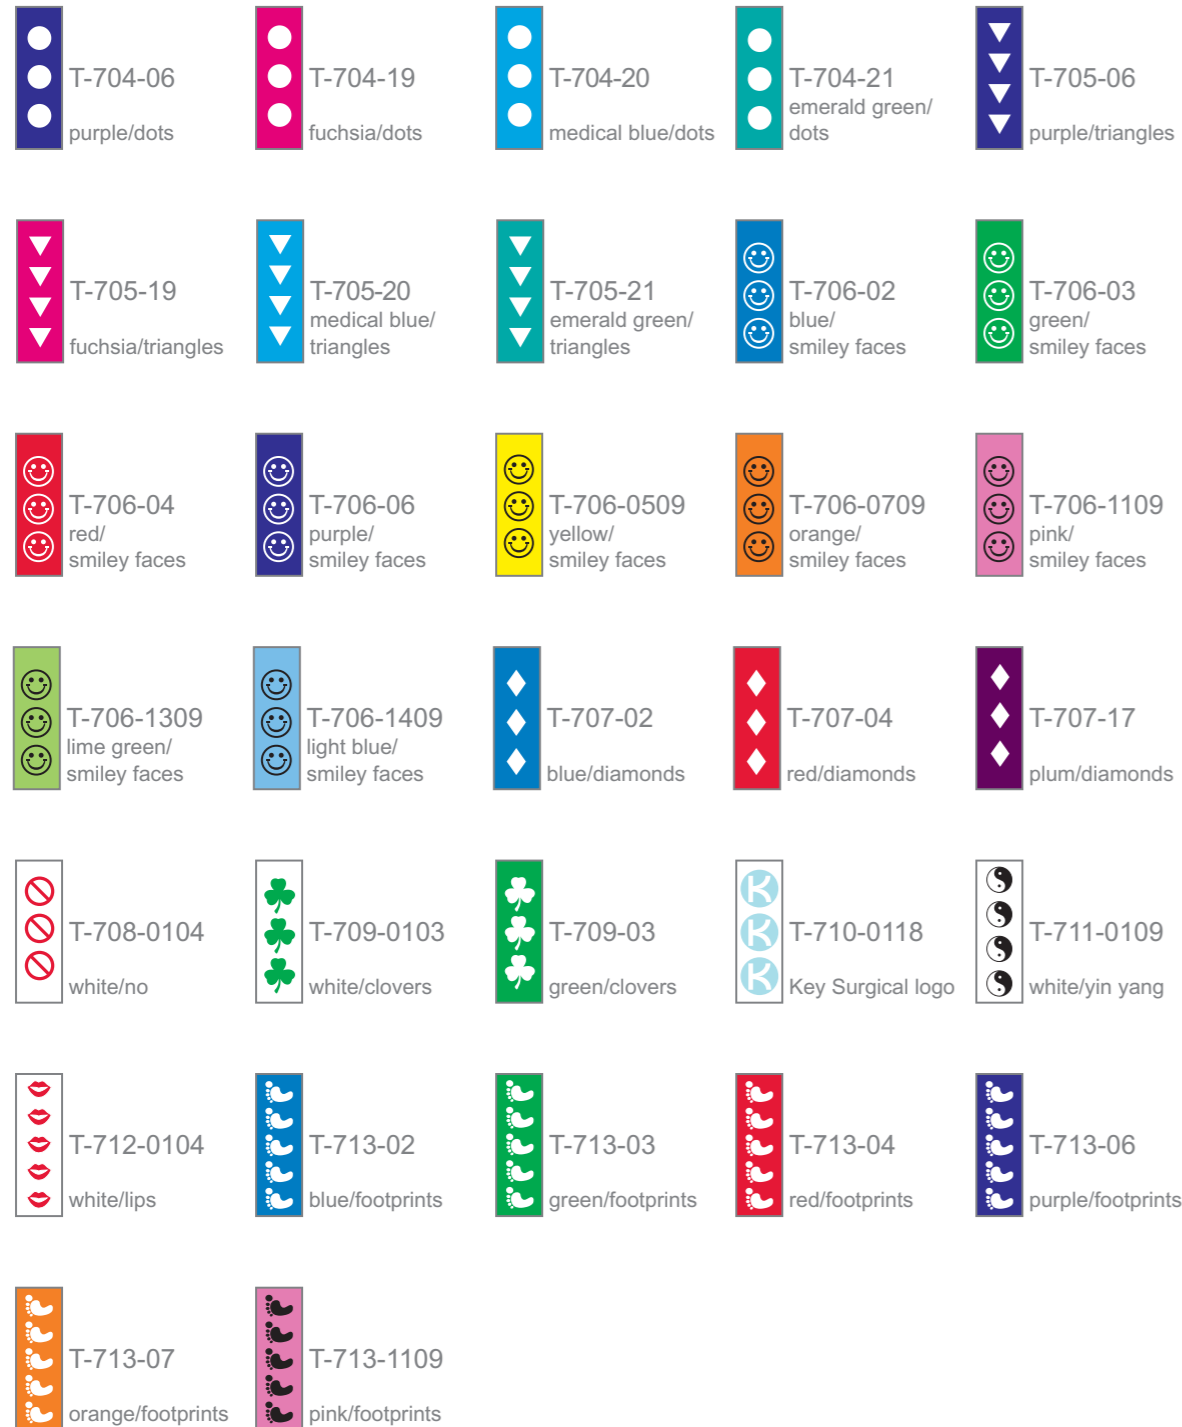 T-704-06
purple/dots
T-704-19
fuchsia/dots
T-704-20
medical blue/dots
T-704-21
emerald green/
dots
T-705-06
purple/triangles
T-705-19
fuchsia/triangles
T-705-20
medical blue/
triangles
T-705-21
emerald green/
triangles
T-706-02
blue/
smiley faces
T-706-03
green/
smiley faces
T-706-04
red/
smiley faces
T-706-06
purple/
smiley faces
T-706-0509
yellow/
smiley faces
T-706-0709
orange/
smiley faces
T-706-1109
pink/
smiley faces
T-706-1309
lime green/
smiley faces
T-706-1409
light blue/
smiley faces
T-707-02
blue/diamonds
T-707-04
red/diamonds
T-707-17
plum/diamonds
T-708-0104
white/no
T-709-0103
white/clovers
T-709-03
green/clovers
K
K
K
T-710-0118
Key Surgical logo
T-711-0109
white/yin yang
T-712-0104
white/lips
T-713-02
blue/footprints
T-713-03
green/footprints
T-713-04
red/footprints
T-713-06
purple/footprints
T-713-07
orange/footprints
T-713-1109
pink/footprints